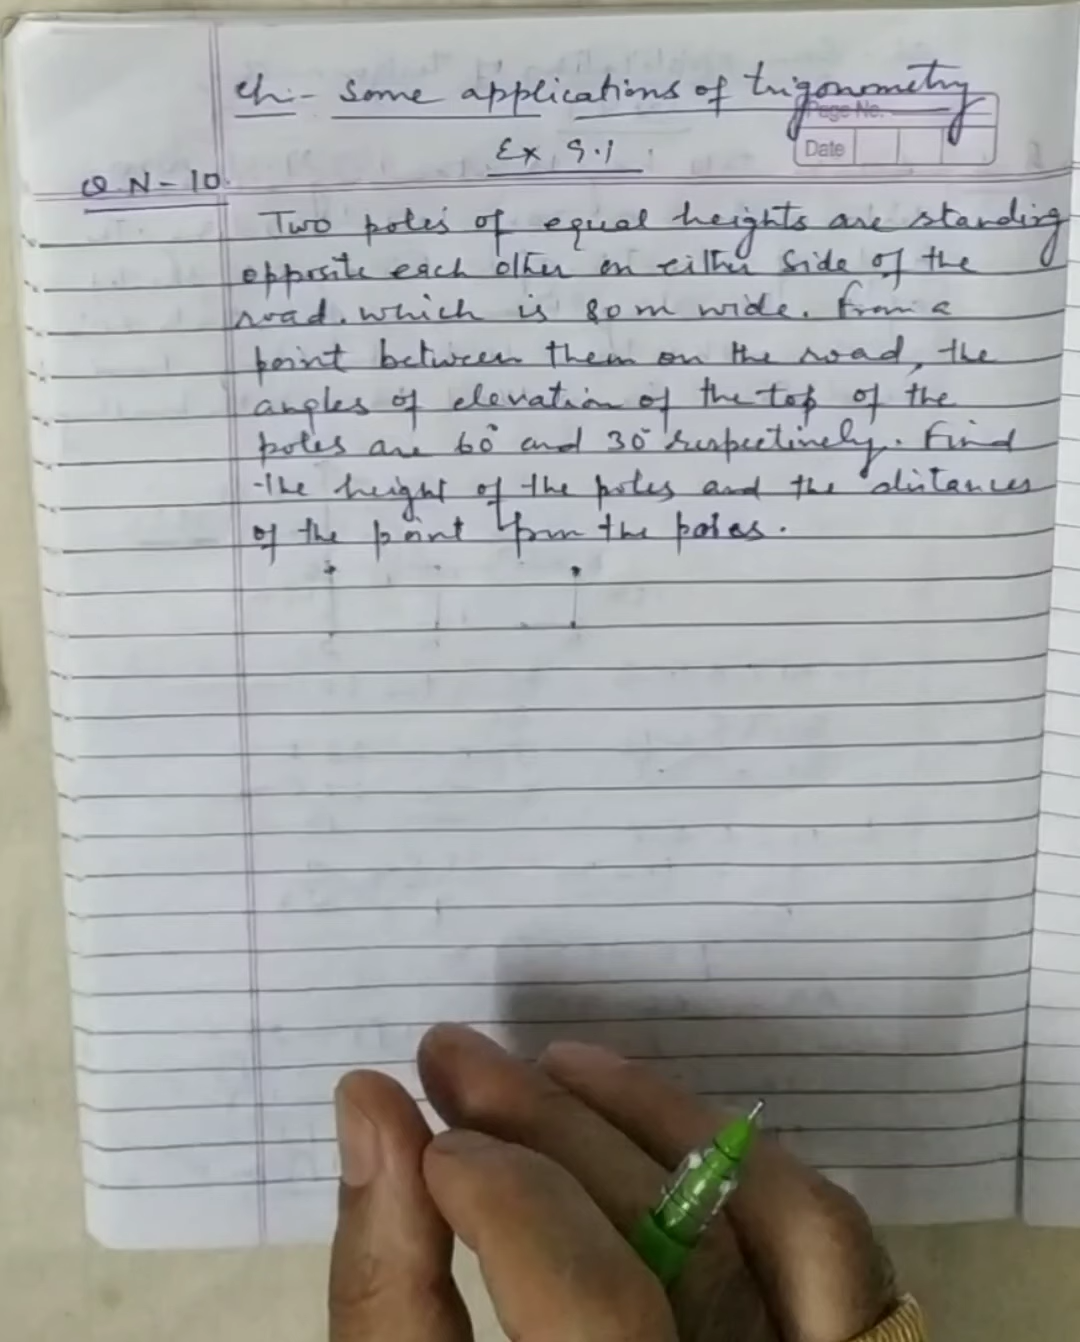 Ch:- Some applications of trigonometry
Page No.
Date
Ex 9.1
Q N-10.
Two poles of equal heights are standing
opposite each other on either side of the
road. which is 80m wide. From a
point between them on the road, the
angles of elevation of the top of the
poles are 60° and 30° respectively. Find
the height of the poles and the distances
of the point from the poles.